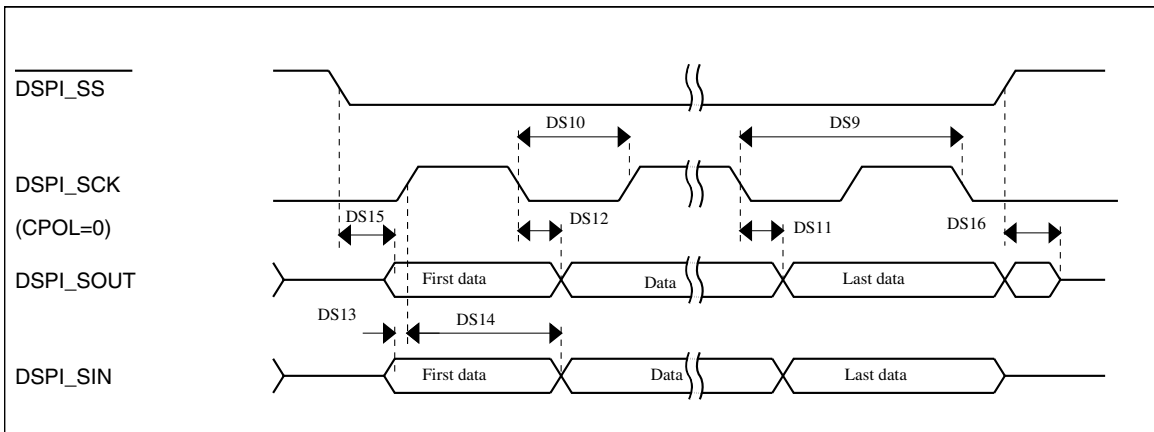 DSPI_SS
DS10
DS9
DSPI_SCK
(CPOL=0)
DS15
DS12
DS11
DS16
DSPI_SOUT
First data
Data
Last data
DS13
DS14
DSPI_SIN
First data
Data
Last data